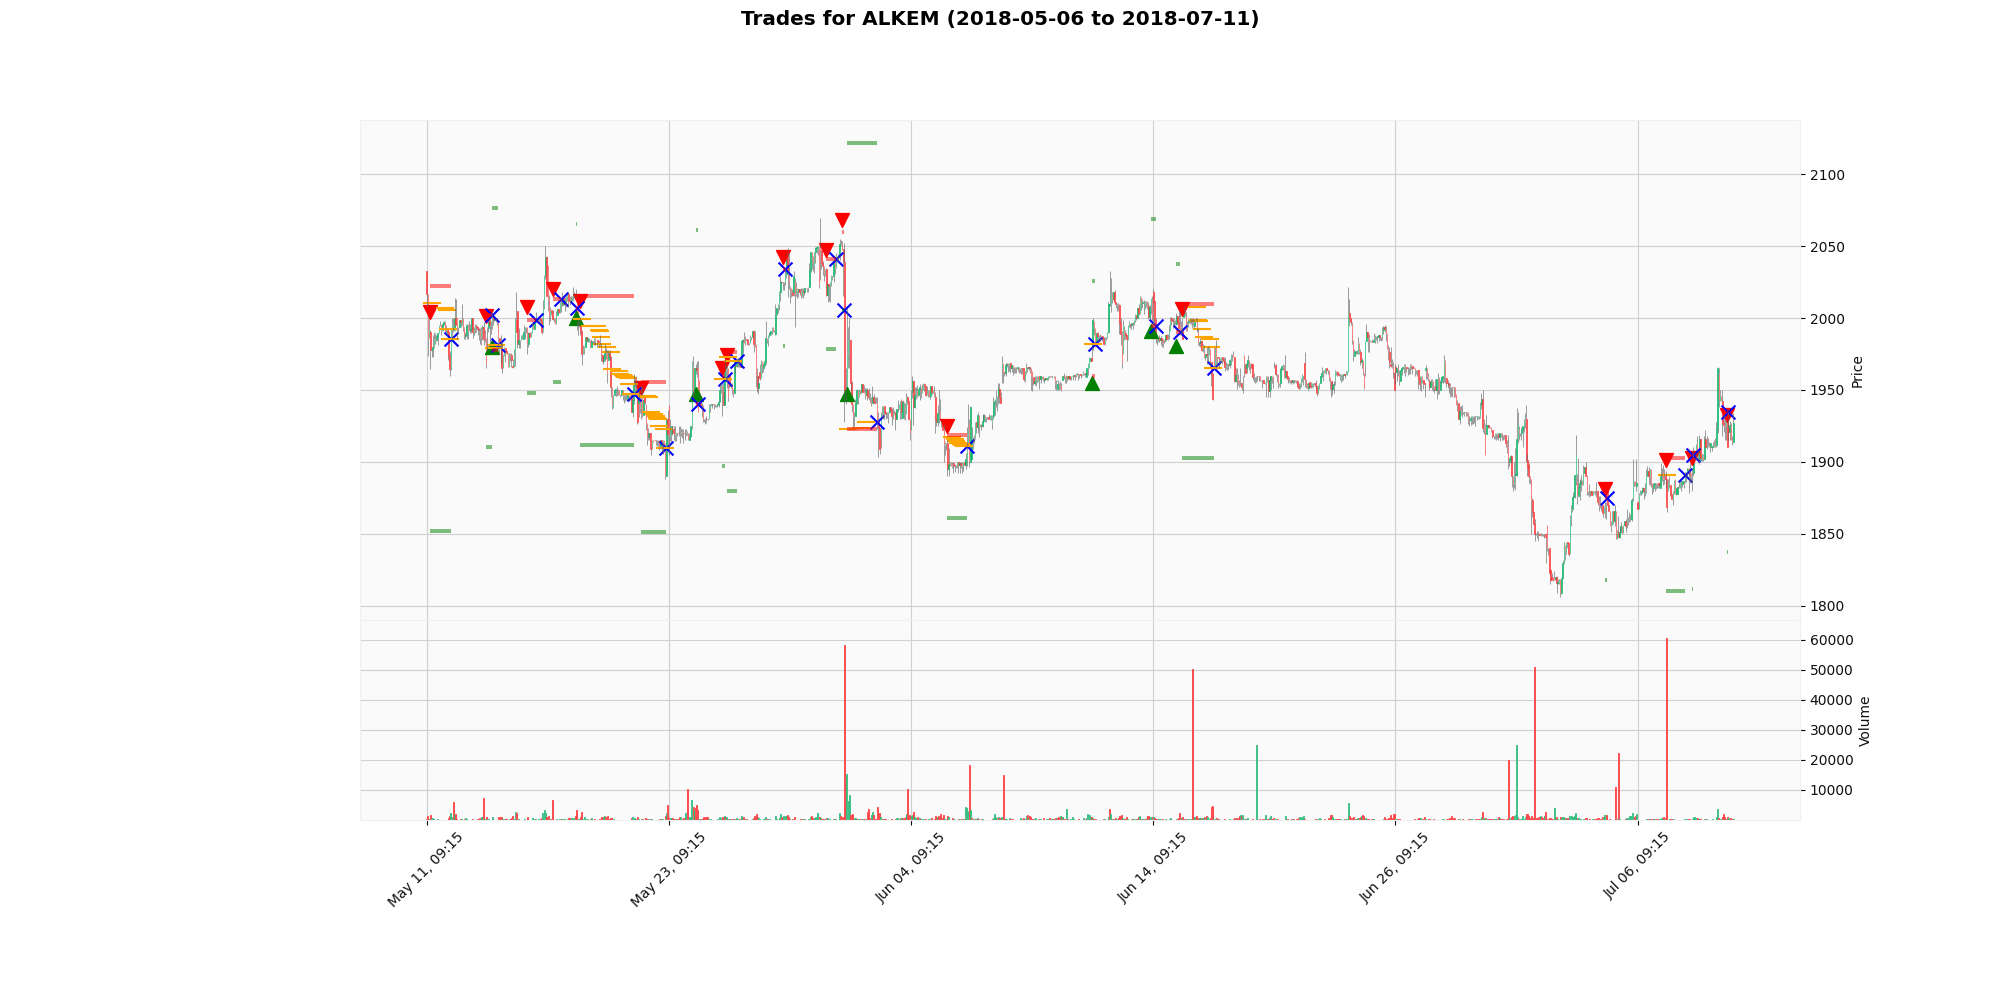 Trades for ALKEM (2018-05-06 to 2018-07-11)
2100
2050
2000
1950
1900
1850
1800
Price
60000
50000
40000
30000
20000
10000
Volume
May 11, 09:15
May 23, 09:15
Jun 04, 09:15
Jun 14, 09:15
Jun 26, 09:15
Jul 06, 09:15